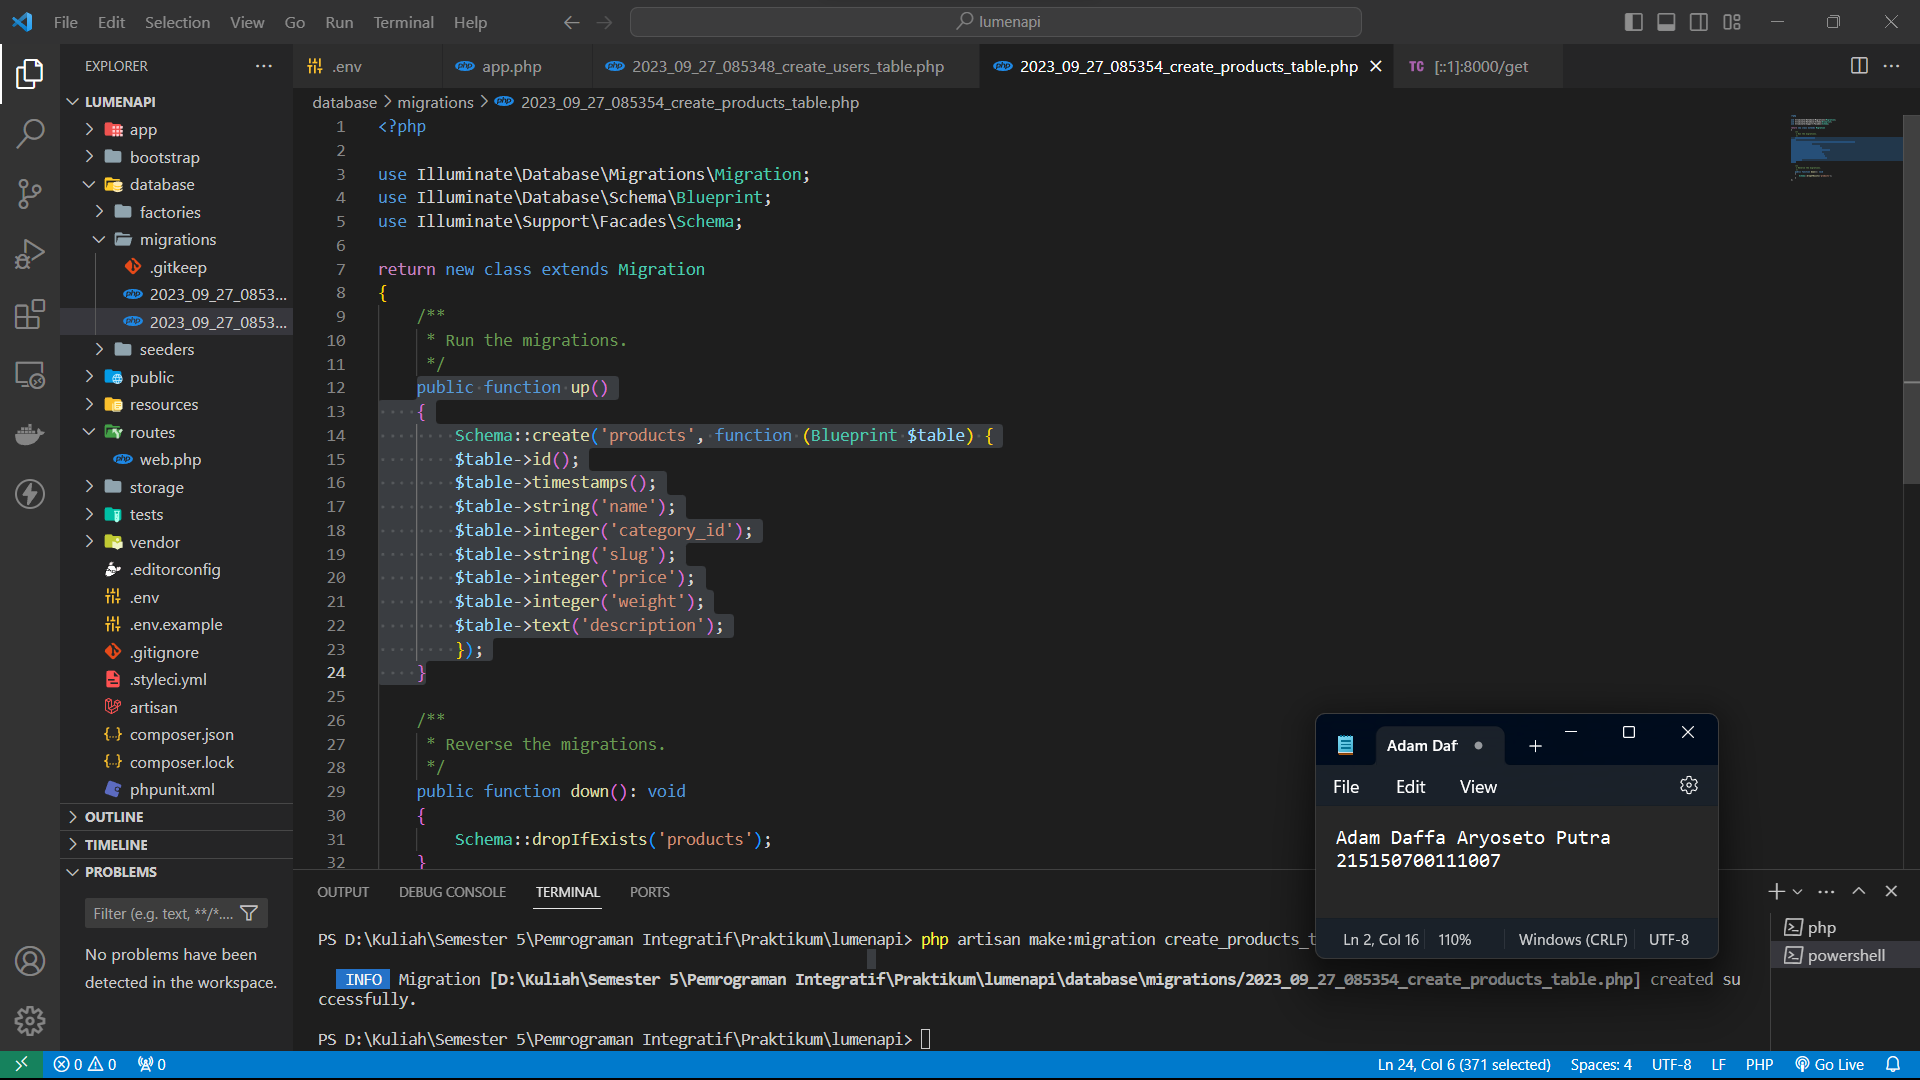 File Edit Selection View Go Run Terminal Help
lumenapi
EXPLORER
.env
app.php
2023_09_27_085348_create_users_table.php
2023_09_27_085354_create_products_table.php
TC [::1]:8000/get
LUMENAPI
app
bootstrap
database
factories
migrations
.gitkeep
2023_09_27_0853...
2023_09_27_0853...
seeders
public
resources
routes
web.php
storage
tests
vendor
.editorconfig
.env
.env.example
.gitignore
.styleci.yml
artisan
composer.json
composer.lock
phpunit.xml
OUTLINE
TIMELINE
PROBLEMS
Filter (e.g. text, **/*....
No problems have been
detected in the workspace.
database > migrations > 2023_09_27_085354_create_products_table.php
1 <?php
2
3 use Illuminate\Database\Migrations\Migration;
4 use Illuminate\Database\Schema\Blueprint;
5 use Illuminate\Support\Facades\Schema;
6
7 return new class extends Migration
8 {
9 /**
10 * Run the migrations.
11 */
12 public function up()
13 {
14 Schema::create('products', function (Blueprint $table) {
15 $table->id();
16 $table->timestamps();
17 $table->string('name');
18 $table->integer('category_id');
19 $table->string('slug');
20 $table->integer('price');
21 $table->integer('weight');
22 $table->text('description');
23 });
24 }
25
26 /**
27 * Reverse the migrations.
28 */
29 public function down(): void
30 {
31 Schema::dropIfExists('products');
32 }
OUTPUT DEBUG CONSOLE TERMINAL PORTS
PS D:\Kuliah\Semester 5\Pemrograman Integratif\Praktikum\lumenapi> php artisan make:migration create_products_t
INFO Migration [D:\Kuliah\Semester 5\Pemrograman Integratif\Praktikum\lumenapi\database\migrations/2023_09_27_085354_create_products_table.php] created su
ccessfully.
PS D:\Kuliah\Semester 5\Pemrograman Integratif\Praktikum\lumenapi>
php
powershell
Adam Daf
File Edit View
Adam Daffa Aryoseto Putra
215150700111007
Ln 2, Col 16 110% Windows (CRLF) UTF-8
0 0 0
Ln 24, Col 6 (371 selected) Spaces: 4 UTF-8 LF PHP Go Live